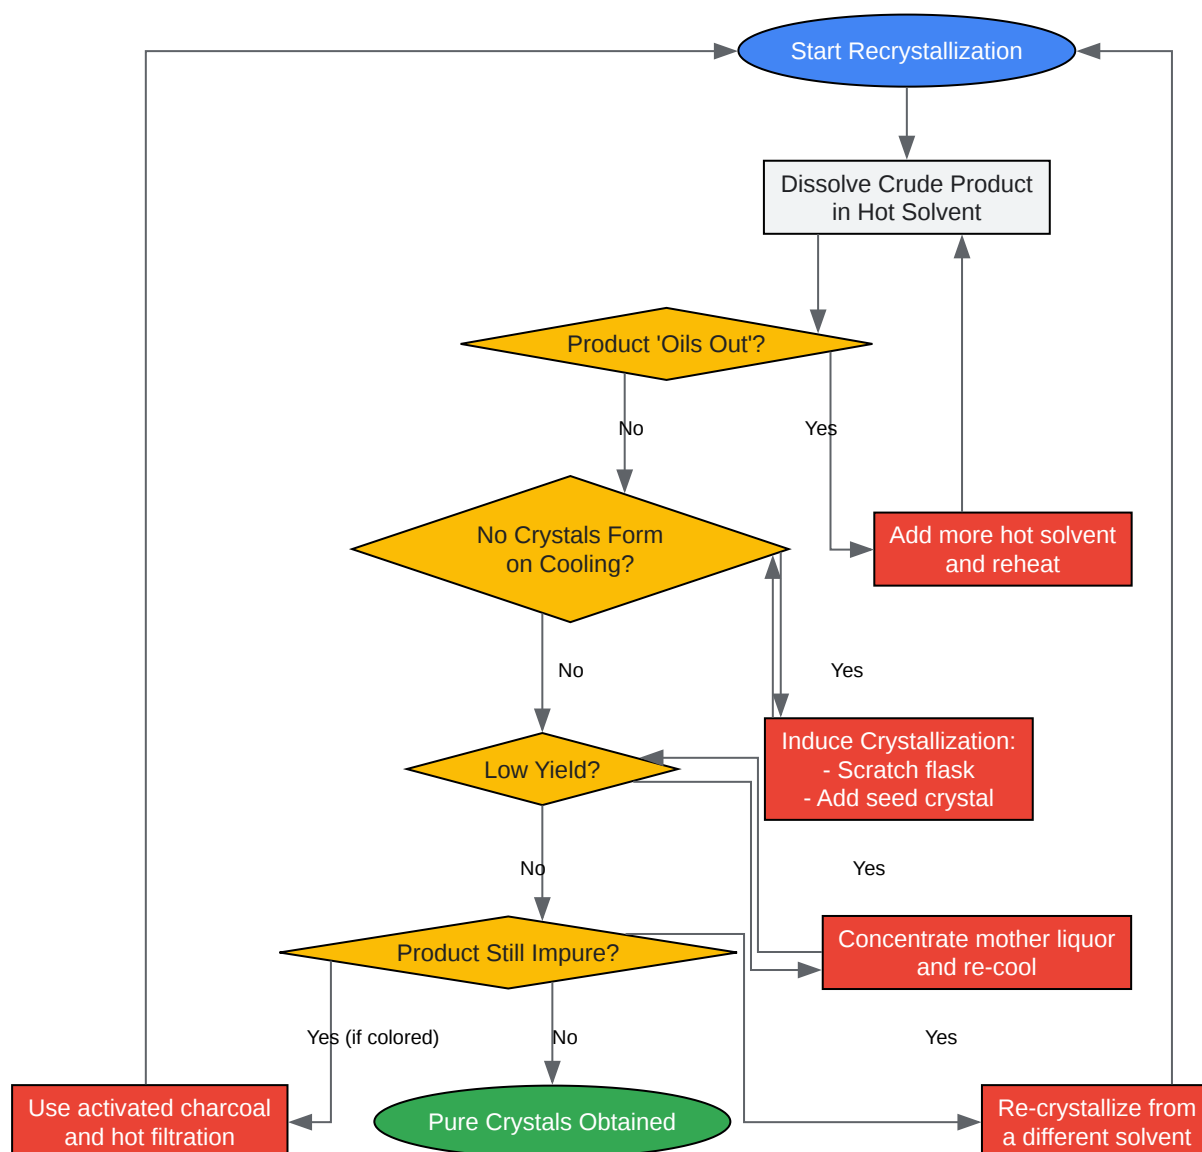 Start Recrystallization
Dissolve Crude Product
in Hot Solvent
Product 'Oils Out'?
No
Yes
No Crystals Form
on Cooling?
Add more hot solvent
and reheat
No
Yes
Induce Crystallization:
- Scratch flask
- Add seed crystal
Low Yield?
No
Yes
Product Still Impure?
Concentrate mother liquor
and re-cool
Yes (if colored)
No
Yes
Use activated charcoal
and hot filtration
Pure Crystals Obtained
Re-crystallize from
a different solvent